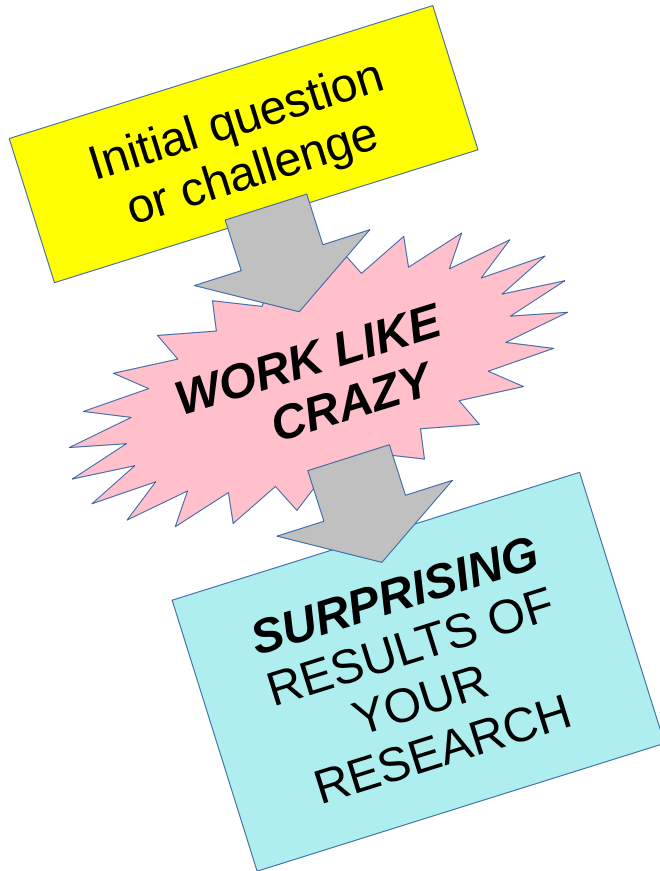 Initial question
or challenge
WORK LIKE
CRAZY
SURPRISING
RESULTS OF
YOUR
RESEARCH